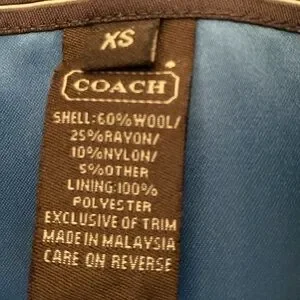 XS
COACH
SHELL:60%WOOL/
25%RAYON/
10%NYLON/
5%OTHER
LINING:100%
POLYESTER
EXCLUSIVE OF TRIM
MADE IN MALAYSIA
CARE ON REVERSE